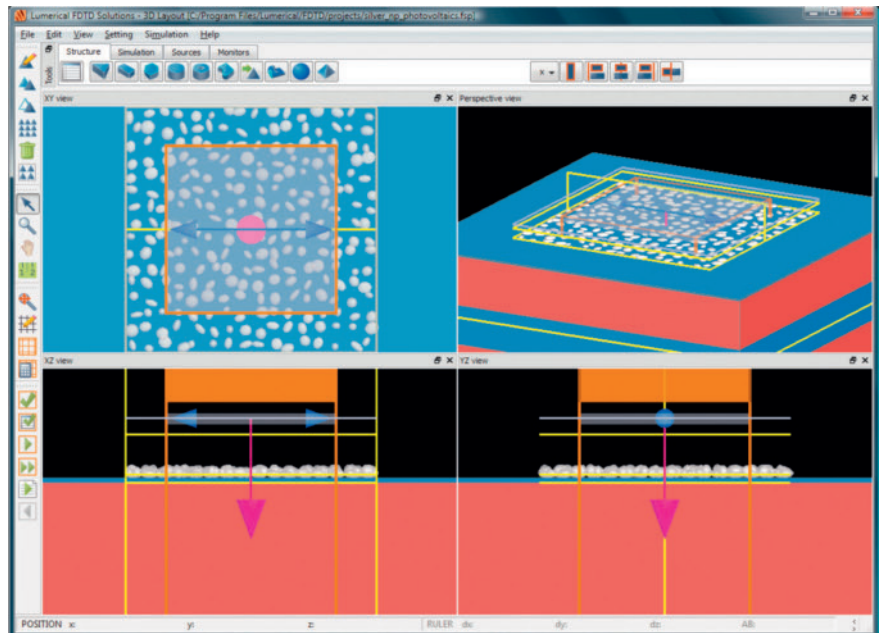 Lumerical FDTD Solutions - 3D Layout (C:/Program Files/Lumerical/FDTD/projects/silver_np_photovoltaics.fsp)
File Edit View Setting Simulation Help
Structure Simulation Sources Monitors
Tools
x
XY view
Perspective view
XZ view
YZ view
POSITION x: y: z: RULER dx: dy: dz: AB: